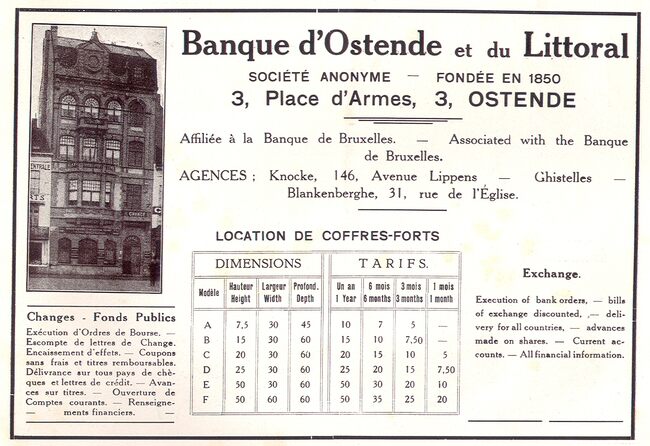 Banque d'Ostende et du Littoral
SOCIÉTÉ ANONYME — FONDÉE EN 1850
3, Place d'Armes, 3, OSTENDE
Affiliée à la Banque de Bruxelles. — Associated with the Banque
de Bruxelles.
AGENCES ; Knocke, 146, Avenue Lippens — Ghistelles —
Blankenberghe, 31, rue de l'Église.
CHANGE
Changes - Fonds Publics
Exécution d'Ordres de Bourse. —
Escompte de lettres de Change.
Encaissement d'effets. — Coupons
sans frais et titres remboursables.
Délivrance sur tous pays de chè-
ques et lettres de crédit. — Avan-
ces sur titres. — Ouverture de
Comptes courants. — Renseigne-
— ments financiers. —
LOCATION DE COFFRES-FORTS
DIMENSIONS TARIFS.
Modèle Hauteur Height Largeur Width Profond. Depth Un an 1 Year 6 mois 6 months 3 mois 3 months 1 mois 1 month
A 7,5 30 45 10 7 5 —
B 15 30 60 15 10 7,50 —
C 20 30 60 20 15 10 5
D 25 30 60 25 20 15 7,50
E 50 30 60 50 30 20 10
F 50 60 60 50 35 25 20
Exchange.
Execution of bank orders, — bills
of exchange discounted, ,— deli-
very for all countries, — advances
made on shares. — Current ac-
counts. — All financial information.